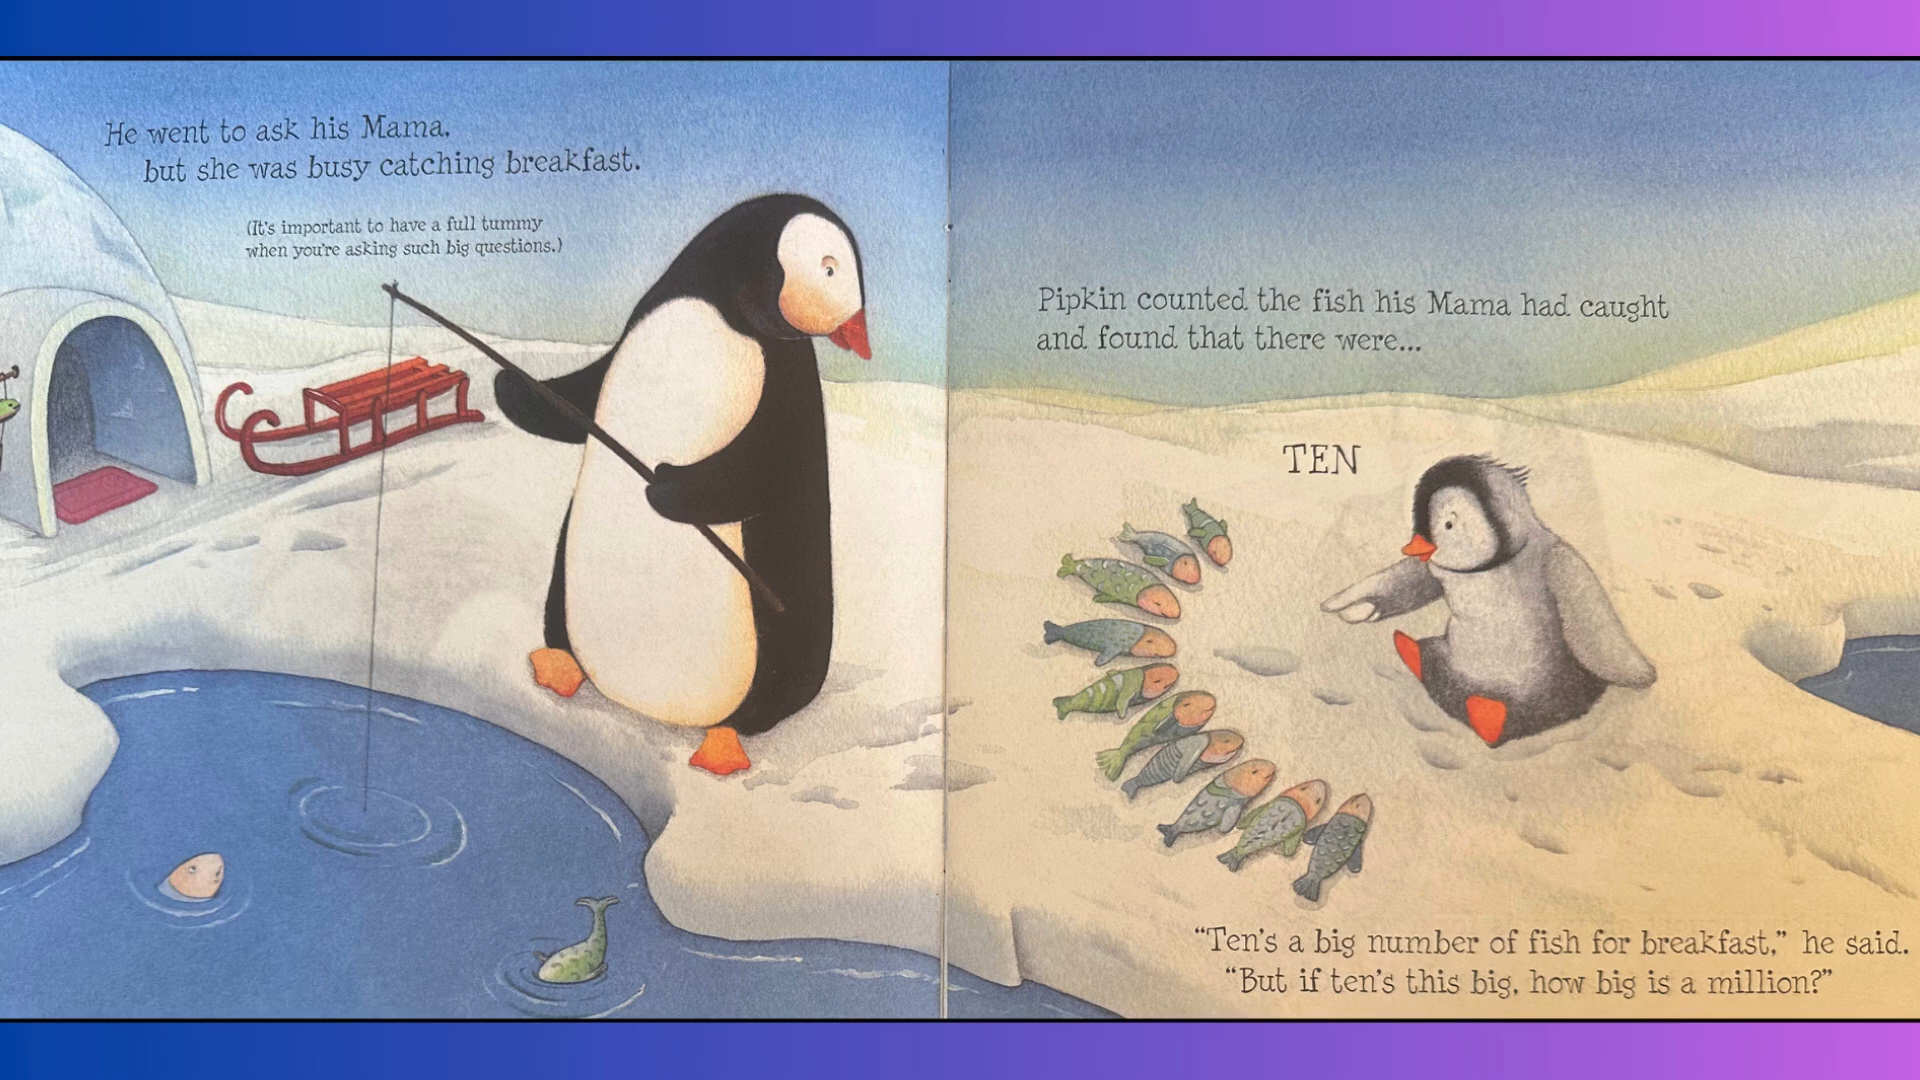 He went to ask his Mama.
but she was busy catching breakfast.
(It's important to have a full tummy
when you're asking such big questions.)
Pipkin counted the fish his Mama had caught
and found that there were...
TEN
“Ten's a big number of fish for breakfast,” he said.
“But if ten's this big, how big is a million?”